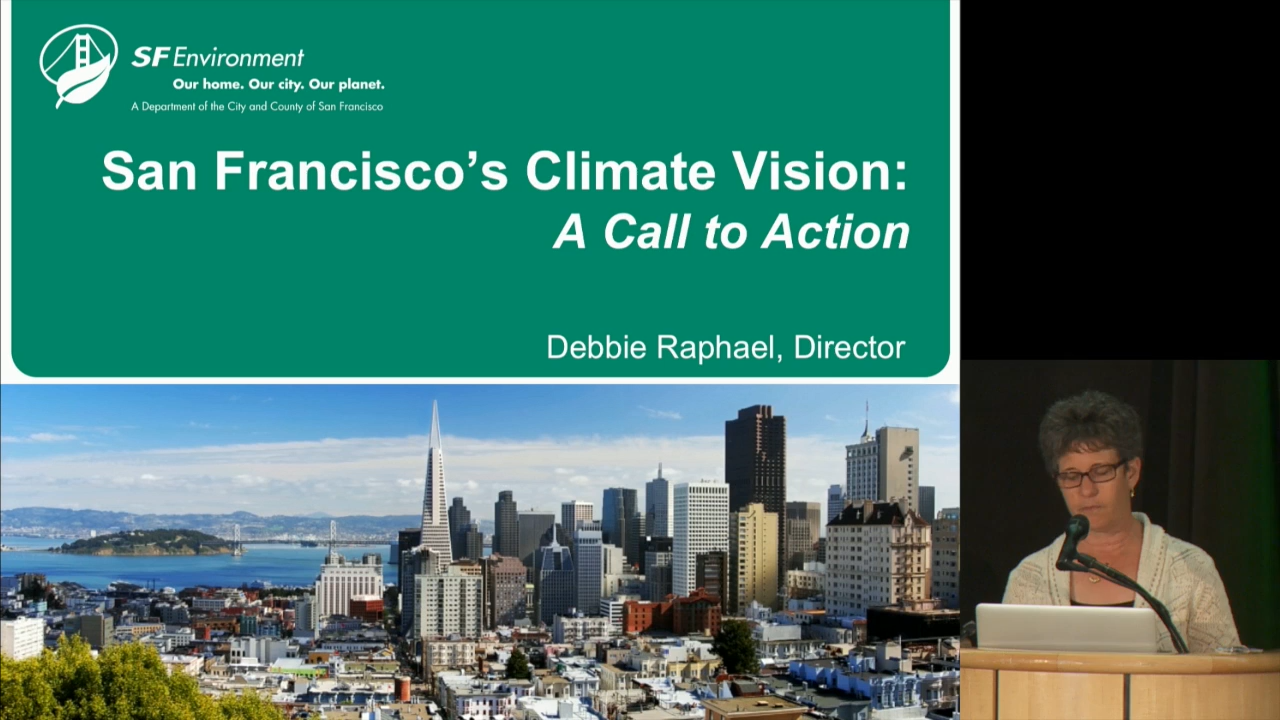 SF Environment
Our home. Our city. Our planet.
A Department of the City and County of San Francisco
San Francisco's Climate Vision:
A Call to Action
Debbie Raphael, Director